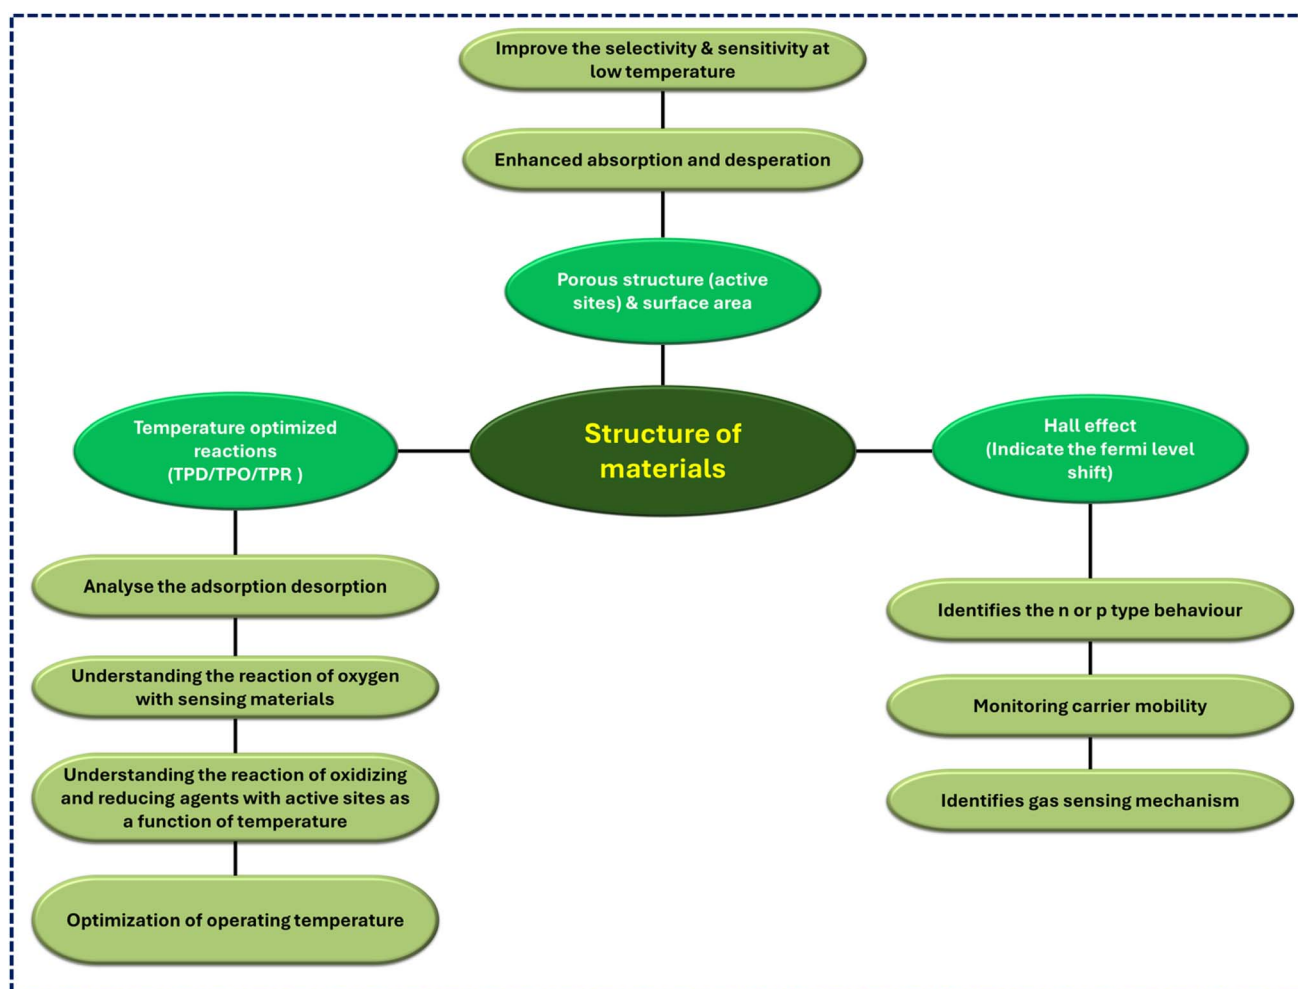 Improve the selectivity & sensitivity at
low temperature
Enhanced absorption and desperation
Porous structure (active
sites) & surface area
Structure of
materials
Temperature optimized
reactions
(TPD/TPO/TPR )
Analyse the adsorption desorption
Understanding the reaction of oxygen
with sensing materials
Understanding the reaction of oxidizing
and reducing agents with active sites as
a function of temperature
Optimization of operating temperature
Hall effect
(Indicate the fermi level
shift)
Identifies the n or p type behaviour
Monitoring carrier mobility
Identifies gas sensing mechanism